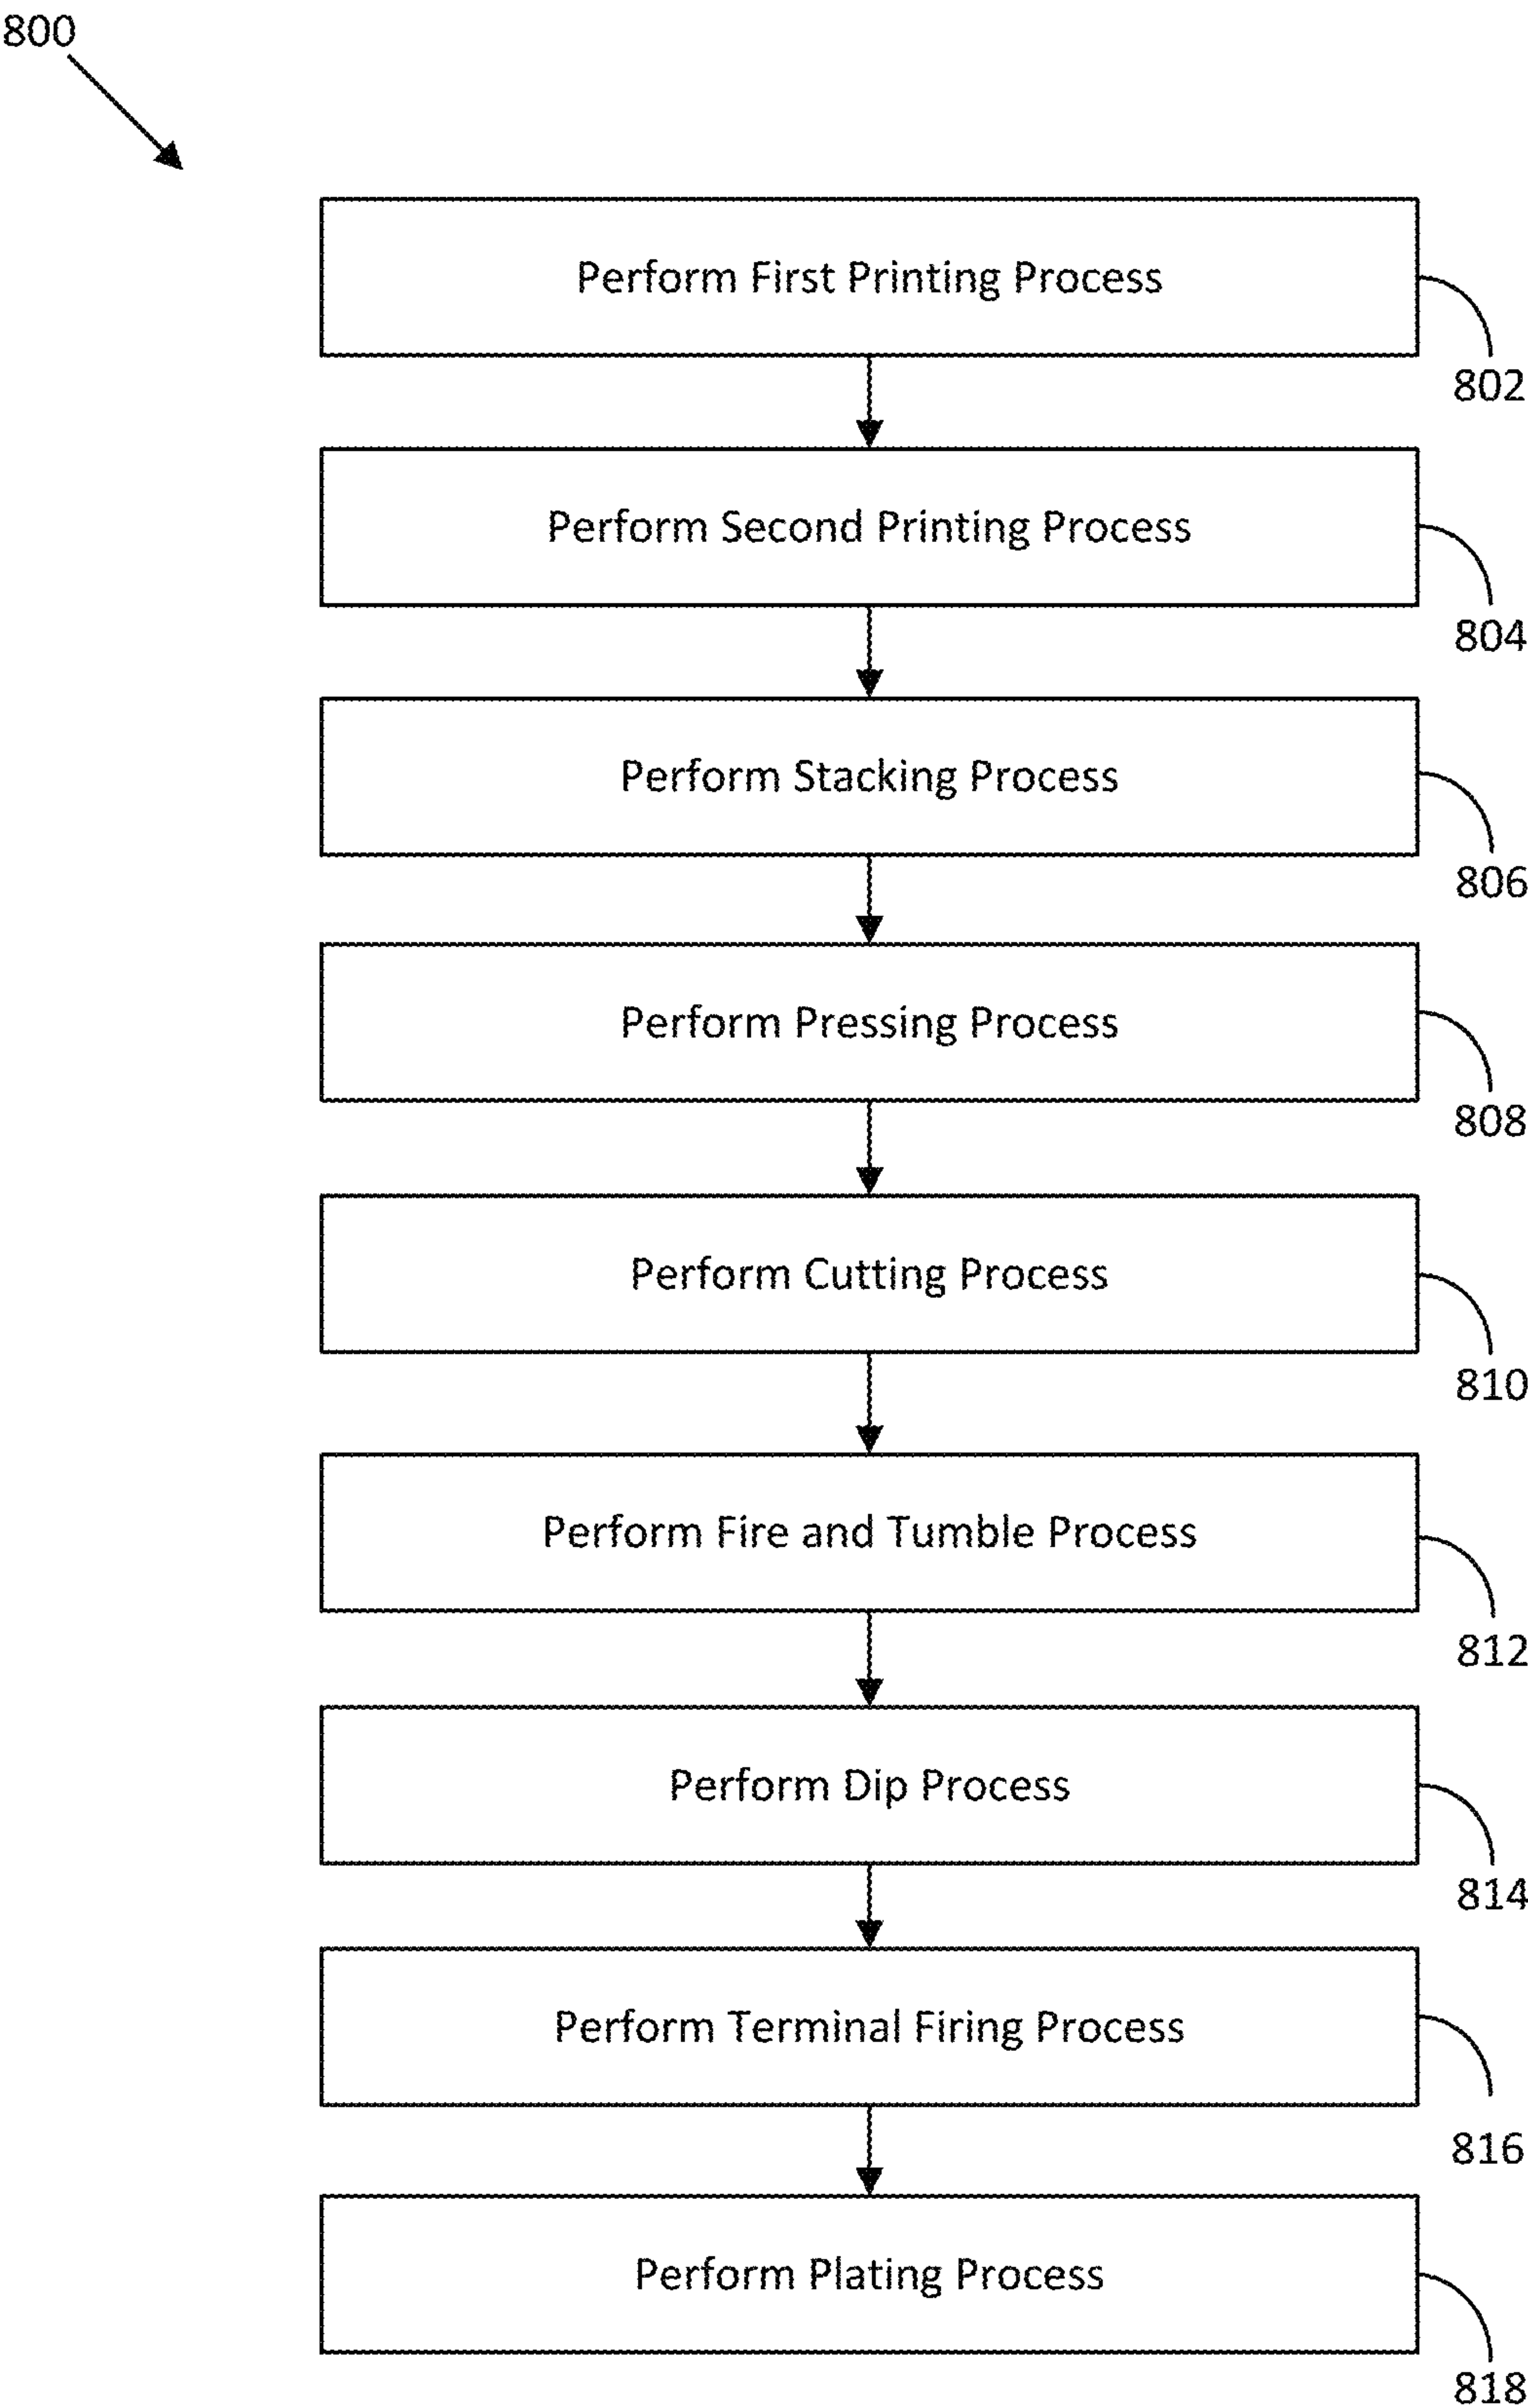 800
Perform First Printing Process
802
Perform Second Printing Process
804
Perform Stacking Process
806
Perform Pressing Process
808
Perform Cutting Process
810
Perform Fire and Tumble Process
812
Perform Dip Process
814
Perform Terminal Firing Process
816
Perform Plating Process
818